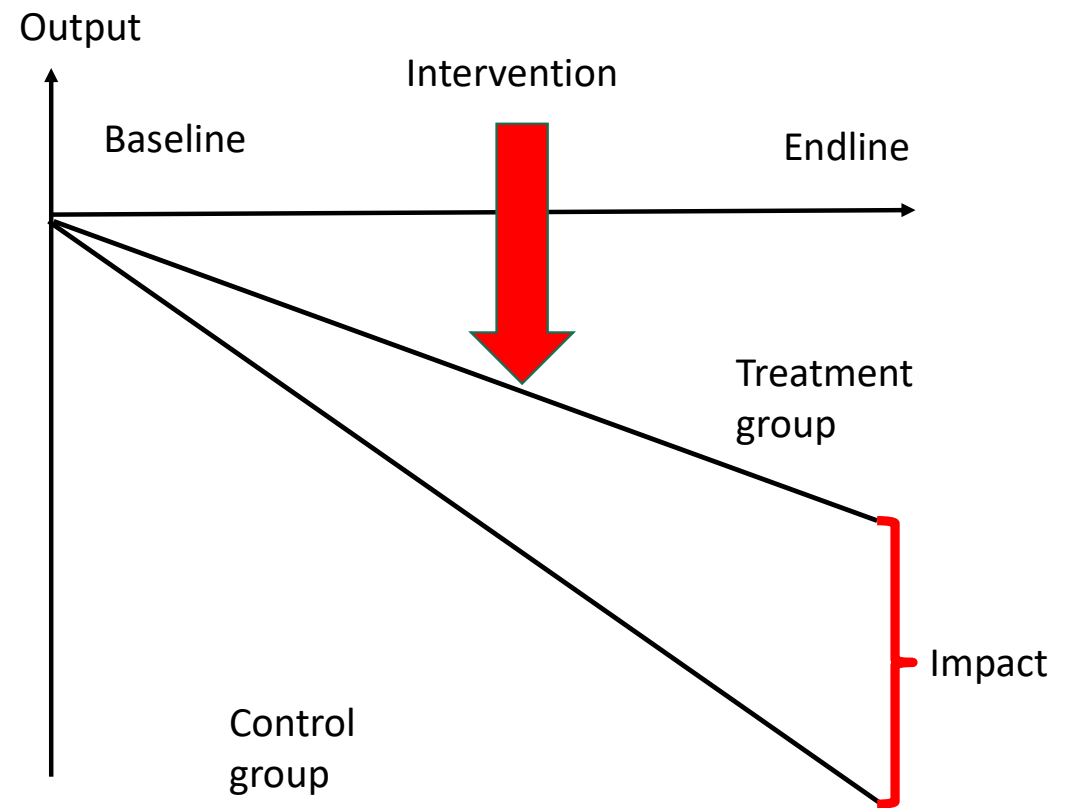 Output
Intervention
Baseline
Endline
Treatment
group
Impact
Control
group